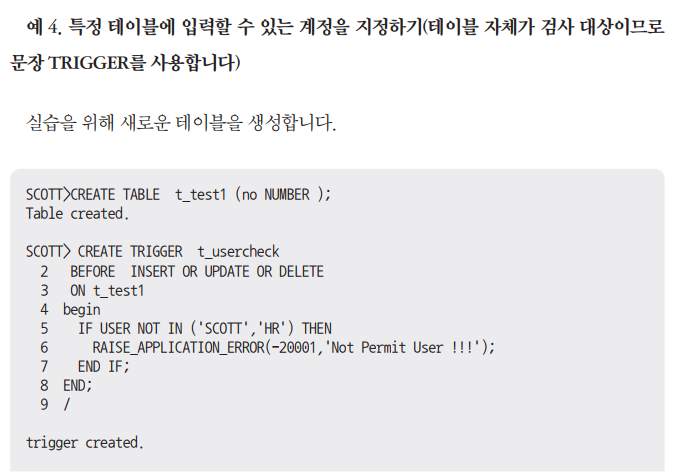 예 4. 특정 테이블에 입력할 수 있는 계정을 지정하기(테이블 자체가 검사 대상이므로
문장 TRIGGER를 사용합니다)
실습을 위해 새로운 테이블을 생성합니다.
SCOTT>CREATE TABLE  t_test1 (no NUMBER );
Table created.
SCOTT> CREATE TRIGGER  t_usercheck
  2   BEFORE  INSERT OR UPDATE OR DELETE
  3   ON t_test1
  4  begin
  5    IF USER NOT IN ('SCOTT','HR') THEN
  6      RAISE_APPLICATION_ERROR(-20001,'Not Permit User !!!');
  7    END IF;
  8  END;
  9  /
trigger created.